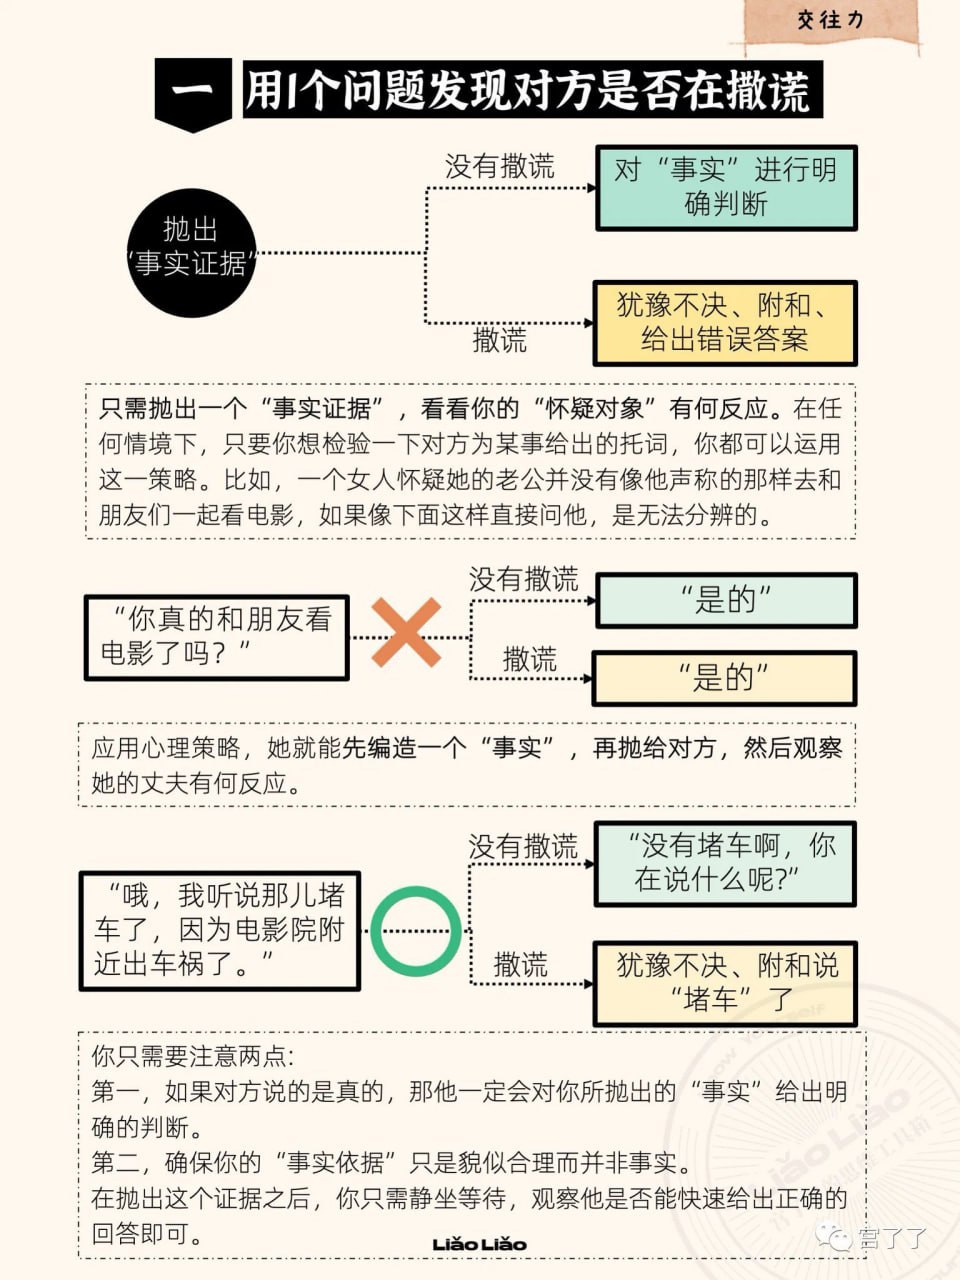 交往力
一 用1个问题发现对方是否在撒谎
没有撒谎
对“事实”进行明
确判断
抛出
“事实证据”
撒谎
犹豫不决、附和、
给出错误答案
只需抛出一个“事实证据”，看看你的“怀疑对象”有何反应。在任
何情境下，只要你想检验一下对方为某事给出的托词，你都可以运用
这一策略。比如，一个女人怀疑她的老公并没有像他声称的那样去和
朋友们一起看电影，如果像下面这样直接问他，是无法分辨的。
“你真的和朋友看
电影了吗？”
没有撒谎
“是的”
撒谎
“是的”
应用心理策略，她就能先编造一个“事实”，再抛给对方，然后观察
她的丈夫有何反应。
“哦，我听说那儿堵
车了，因为电影院附
近出车祸了。”
没有撒谎
“没有堵车啊，你
在说什么呢?”
撒谎
犹豫不决、附和说
“堵车”了
你只需要注意两点：
第一，如果对方说的是真的，那他一定会对你所抛出的“事实”给出明
确的判断。
第二，确保你的“事实依据”只是貌似合理而并非事实。
在抛出这个证据之后，你只需静坐等待，观察他是否能快速给出正确的
回答即可。
LiǎoLiǎo
宫了了
LiǎoLiǎo